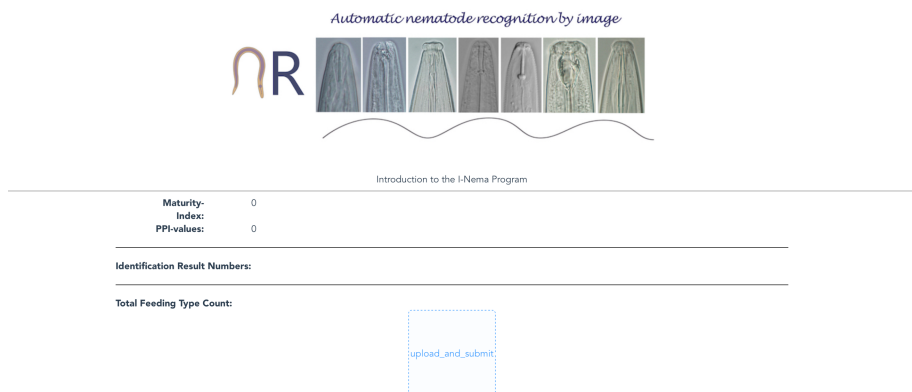 Automatic nematode recognition by image
R
Introduction to the I-Nema Program
Maturity-
Index:
0
PPI-values:
0
Identification Result Numbers:
Total Feeding Type Count:
upload_and_submit